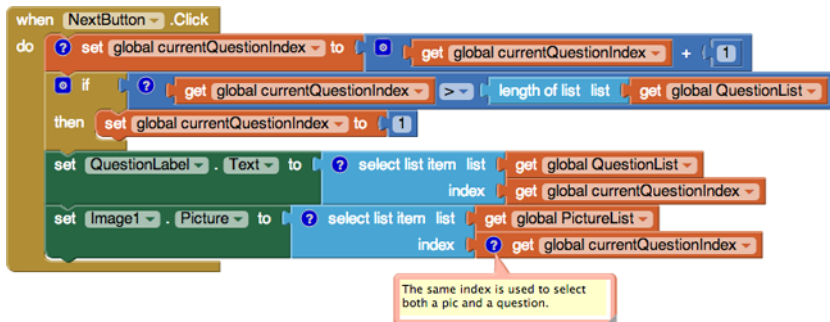 when NextButton .Click
do ? set global currentQuestionIndex to get global currentQuestionIndex + 1
if ? get global currentQuestionIndex > length of list list get global QuestionList
then set global currentQuestionIndex to 1
set QuestionLabel . Text to ? select list item list get global QuestionList
index get global currentQuestionIndex
set Image1 . Picture to ? select list item list get global PictureList
index ? get global currentQuestionIndex
The same index is used to select
both a pic and a question.